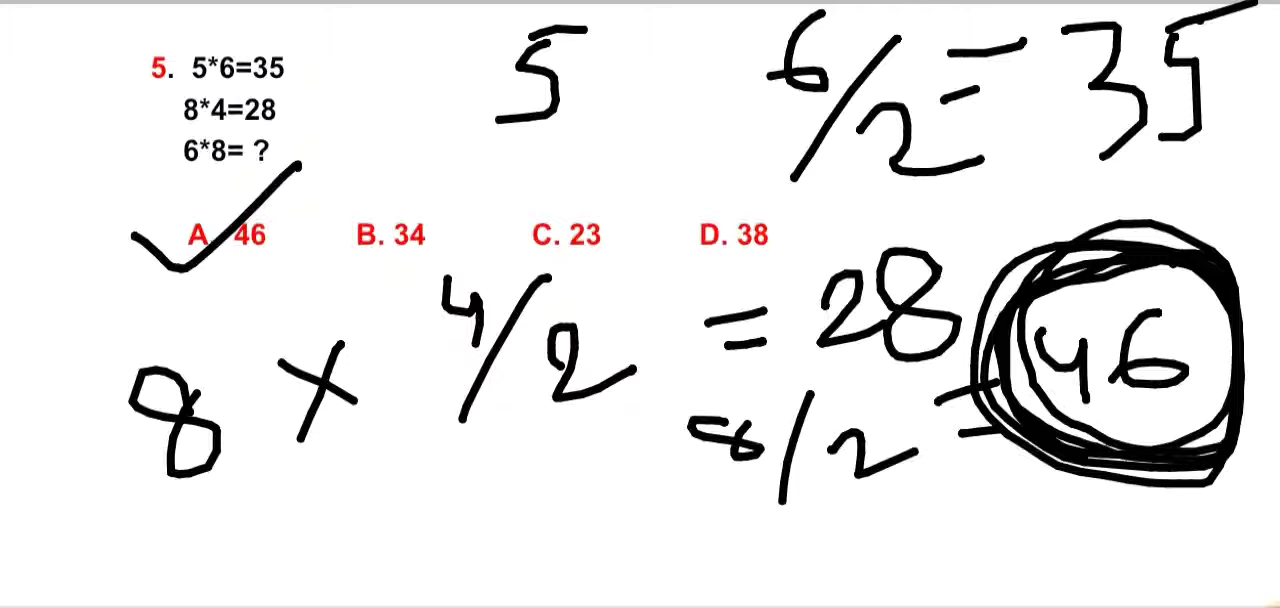 5. 5*6=35
8*4=28
6*8= ?
A 46 B. 34 C. 23 D. 38
5 6/2 = 35
8 × 4/2 = 28
8/2 = 46